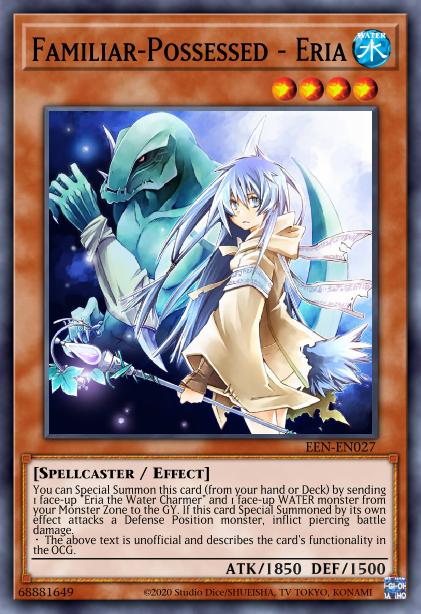 Familiar-Possessed - Eria
WATER
水
EEN-EN027
[Spellcaster / Effect]
You can Special Summon this card (from your hand or Deck) by sending
1 face-up "Eria the Water Charmer" and 1 face-up WATER monster from
your Monster Zone to the GY. If this card Special Summoned by its own
effect attacks a Defense Position monster, inflict piercing battle
damage.
• The above text is unofficial and describes the card's functionality in
the OCG.
ATK/1850 DEF/1500
68881649
©2020 Studio Dice/SHUEISHA, TV TOKYO, KONAMI